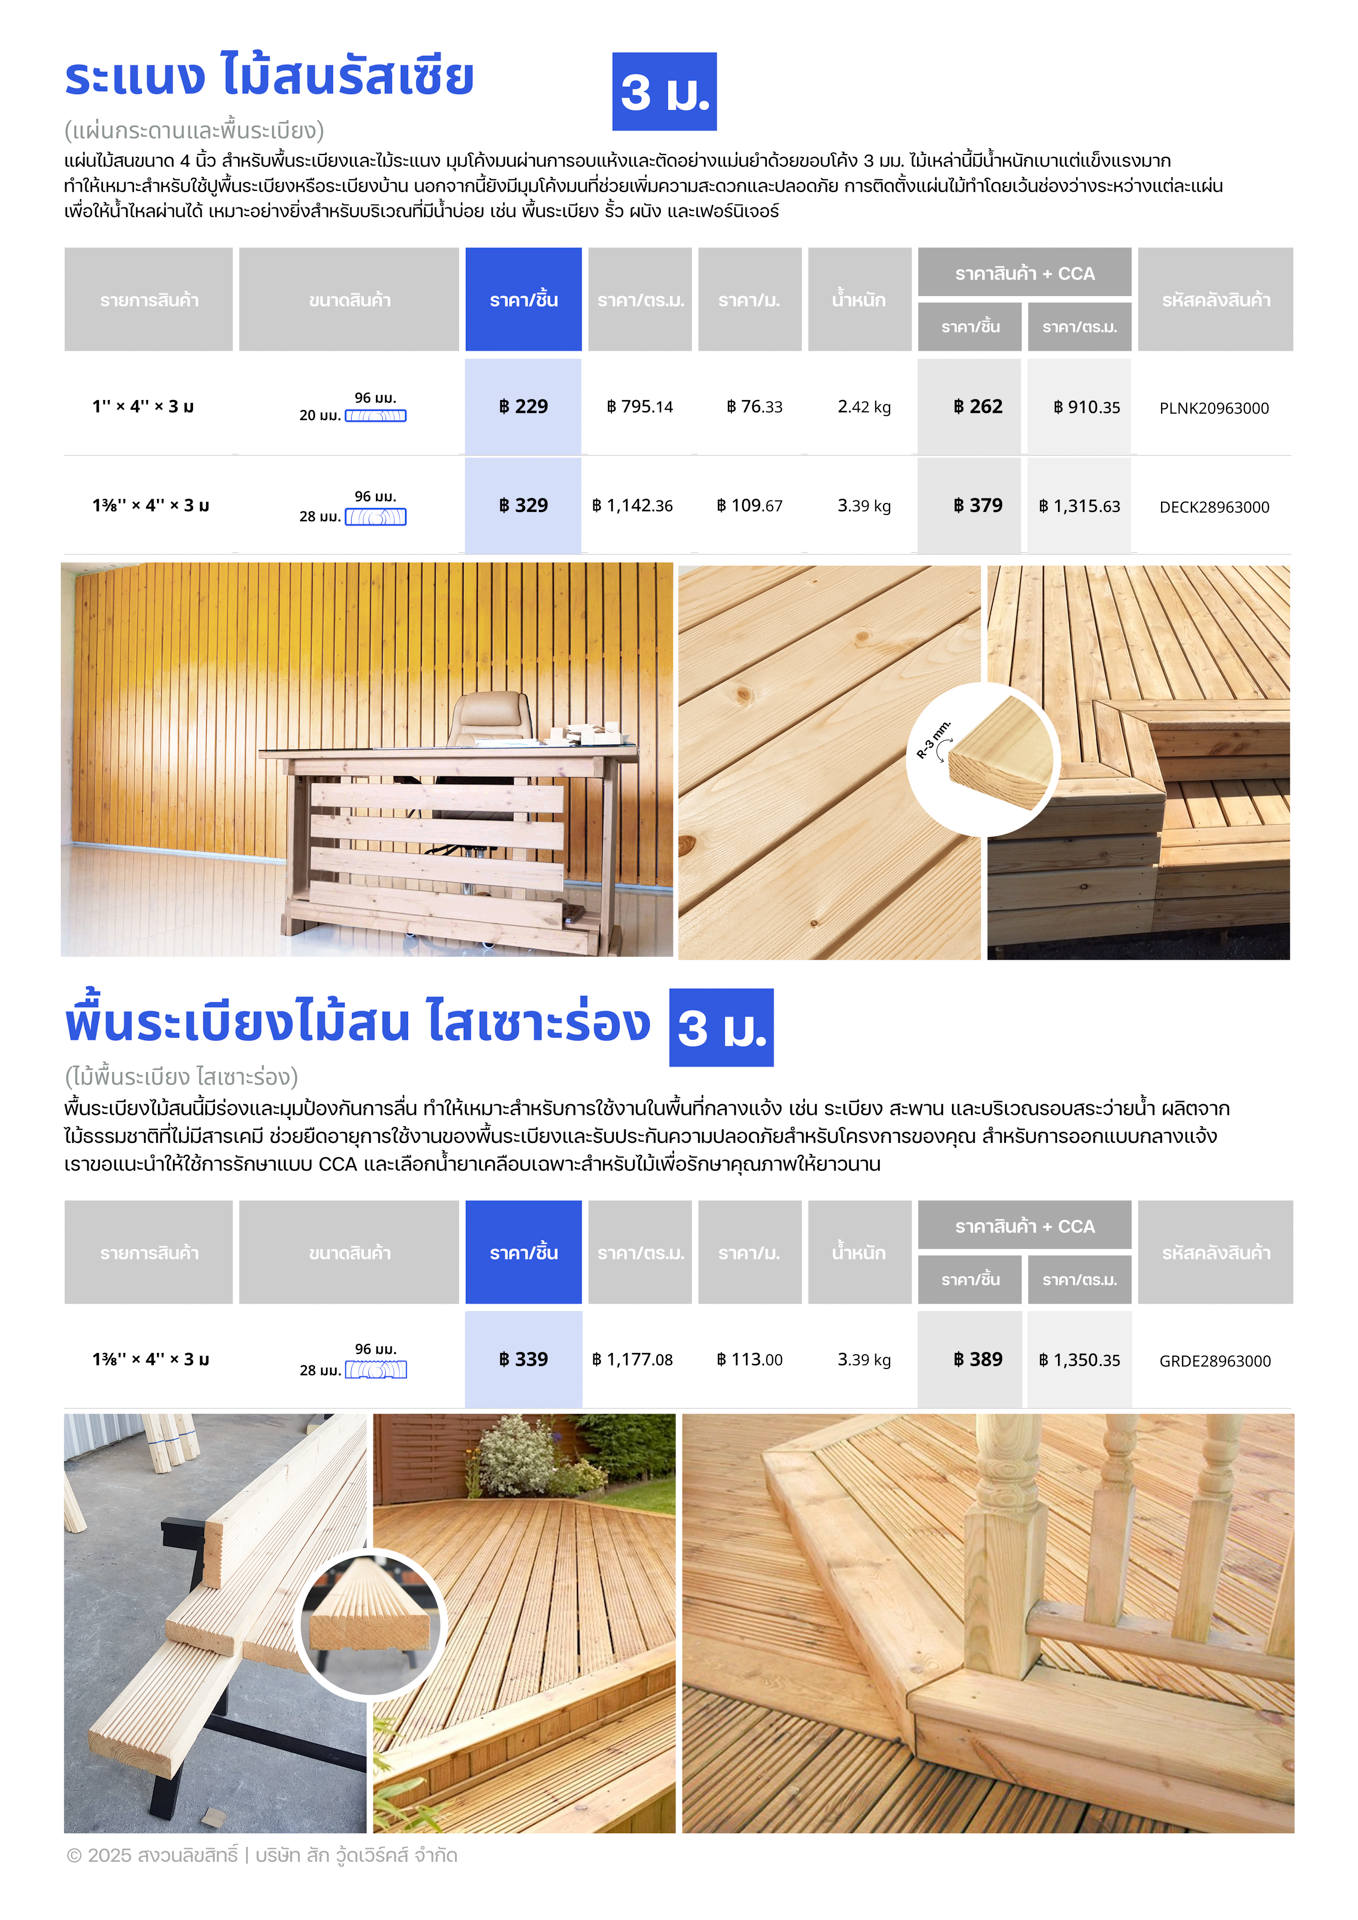 ระแนง ไม้สนรัสเซีย
3 ม.
(แผ่นกระดานและพื้นระเบียง)
แผ่นไม้สนขนาด 4 นิ้ว สำหรับพื้นระเบียงและไม้ระแนง มุมโค้งมนผ่านการอบแห้งและตัดอย่างแม่นยำด้วยขอบโค้ง 3 มม. ไม้เหล่านี้มีน้ำหนักเบาแต่แข็งแรงมาก
ทำให้เหมาะสำหรับใช้ปูพื้นระเบียงหรือระเบียงบ้าน นอกจากนี้ยังมีมุมโค้งมนที่ช่วยเพิ่มความสะดวกและปลอดภัย การติดตั้งแผ่นไม้ทำโดยเว้นช่องว่างระหว่างแต่ละแผ่น
เพื่อให้น้ำไหลผ่านได้ เหมาะอย่างยิ่งสำหรับบริเวณที่มีน้ำบ่อย เช่น พื้นระเบียง รั้ว ผนัง และเฟอร์นิเจอร์
รายการสินค้า ขนาดสินค้า ราคา/ชิ้น ราคา/ตร.ม. ราคา/ม. น้ำหนัก ราคาสินค้า + CCA รหัสคลังสินค้า
ราคา/ชิ้น ราคา/ตร.ม.
96 มม.
1'' × 4'' × 3 ม 20 มม. ฿ 229 ฿ 795.14 ฿ 76.33 2.42 kg ฿ 262 ฿ 910.35 PLNK20963000
96 มม.
1⅜'' × 4'' × 3 ม 28 มม. ฿ 329 ฿ 1,142.36 ฿ 109.67 3.39 kg ฿ 379 ฿ 1,315.63 DECK28963000
R-3 mm.
พื้นระเบียงไม้สน ไสเซาะร่อง
3 ม.
(ไม้พื้นระเบียง ไสเซาะร่อง)
พื้นระเบียงไม้สนนี้มีร่องและมุมป้องกันการลื่น ทำให้เหมาะสำหรับการใช้งานในพื้นที่กลางแจ้ง เช่น ระเบียง สะพาน และบริเวณรอบสระว่ายน้ำ ผลิตจาก
ไม้ธรรมชาติที่ไม่มีสารเคมี ช่วยยืดอายุการใช้งานของพื้นระเบียงและรับประกันความปลอดภัยสำหรับโครงการของคุณ สำหรับการออกแบบกลางแจ้ง
เราขอแนะนำให้ใช้การรักษาแบบ CCA และเลือกน้ำยาเคลือบเฉพาะสำหรับไม้เพื่อรักษาคุณภาพให้ยาวนาน
รายการสินค้า ขนาดสินค้า ราคา/ชิ้น ราคา/ตร.ม. ราคา/ม. น้ำหนัก ราคาสินค้า + CCA รหัสคลังสินค้า
ราคา/ชิ้น ราคา/ตร.ม.
96 มม.
1⅜'' × 4'' × 3 ม 28 มม. ฿ 339 ฿ 1,177.08 ฿ 113.00 3.39 kg ฿ 389 ฿ 1,350.35 GRDE28963000
© 2025 สงวนลิขสิทธิ์ | บริษัท สัก วู้ดเวิร์คส์ จำกัด